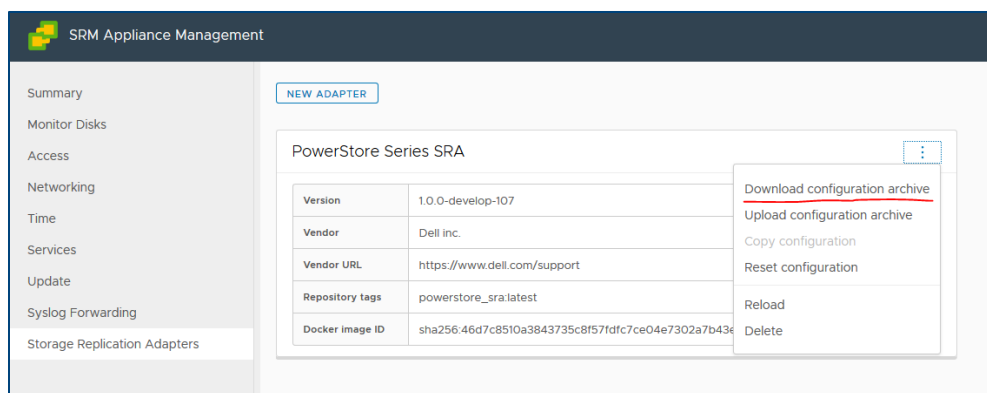 SRM Appliance Management
Summary
Monitor Disks
Access
Networking
Time
Services
Update
Syslog Forwarding
Storage Replication Adapters
NEW ADAPTER
PowerStore Series SRA
Version 1.0.0-develop-107
Vendor Dell inc.
Vendor URL https://www.dell.com/support
Repository tags powerstore_sra:latest
Docker image ID sha256:46d7c8510a3843735c8f57fdfc7ce04e7302a7b43e
Download configuration archive
Upload configuration archive
Copy configuration
Reset configuration
Reload
Delete